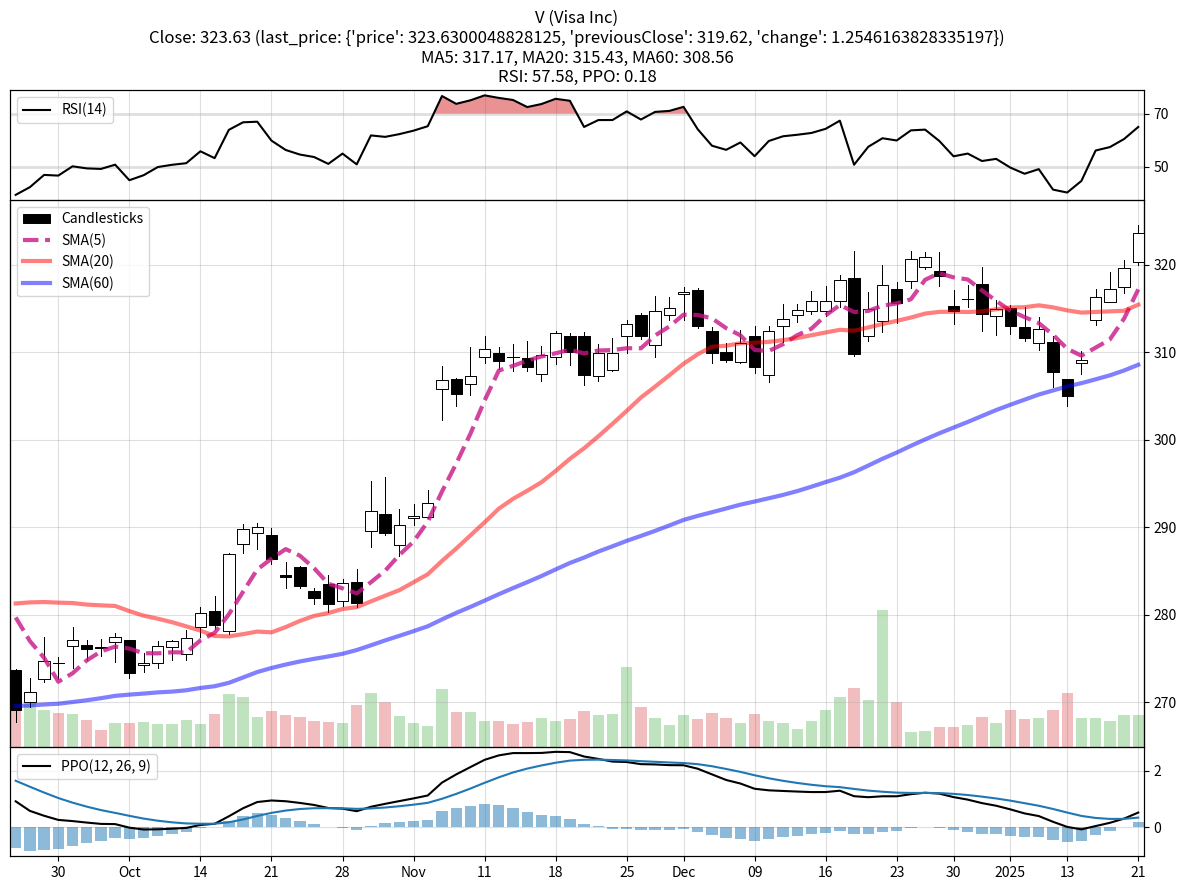 V (Visa Inc)
Close: 323.63 (last_price: {'price': 323.6300048828125, 'previousClose': 319.62, 'change': 1.2546163828335197})
MA5: 317.17, MA20: 315.43, MA60: 308.56
RSI: 57.58, PPO: 0.18
RSI(14)
70
50
Candlesticks
SMA(5)
SMA(20)
SMA(60)
320
310
300
290
280
270
PPO(12, 26, 9)
2
0
30 Oct 14 21 28 Nov 11 18 25 Dec 09 16 23 30 2025 13 21